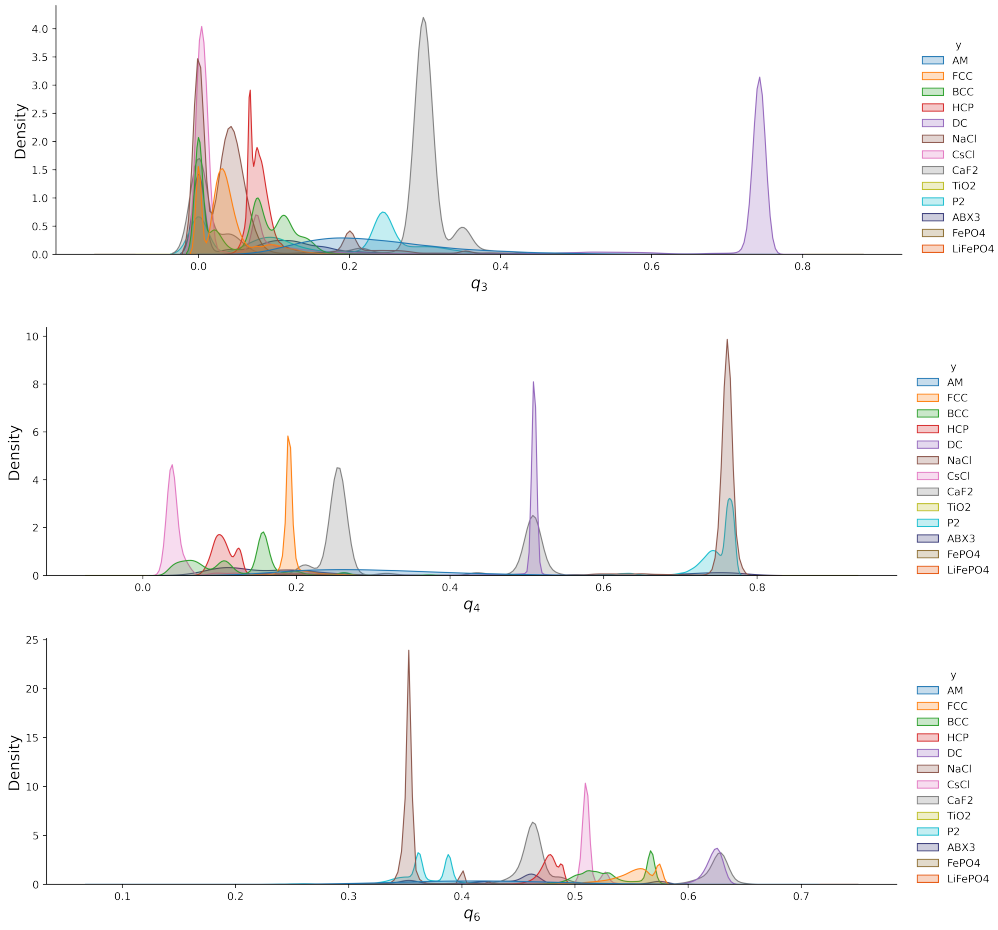 4.0
3.5
3.0
2.5
2.0
1.5
1.0
0.5
0.0
Density
0.0 0.2 0.4 0.6 0.8
q3
y
AM
FCC
BCC
HCP
DC
NaCl
CsCl
CaF2
TiO2
P2
ABX3
FePO4
LiFePO4
10
8
6
4
2
0
Density
0.0 0.2 0.4 0.6 0.8
q4
y
AM
FCC
BCC
HCP
DC
NaCl
CsCl
CaF2
TiO2
P2
ABX3
FePO4
LiFePO4
25
20
15
10
5
0
Density
0.1 0.2 0.3 0.4 0.5 0.6 0.7
q6
y
AM
FCC
BCC
HCP
DC
NaCl
CsCl
CaF2
TiO2
P2
ABX3
FePO4
LiFePO4